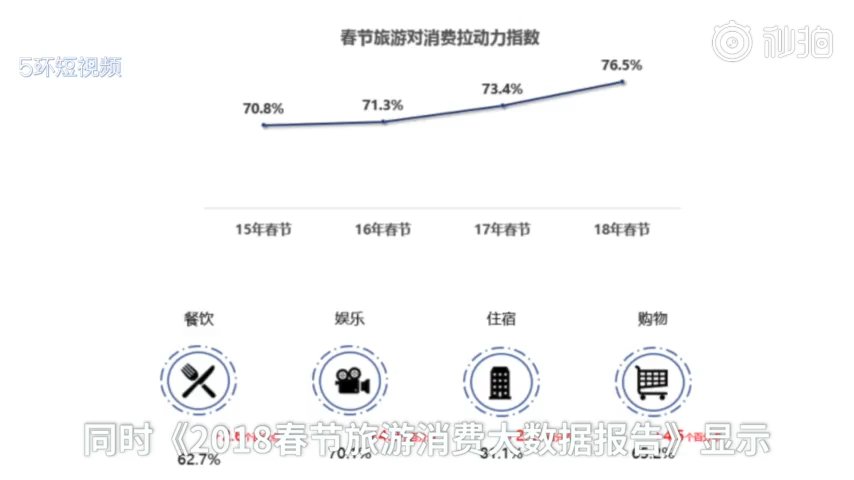 春节旅游对消费拉动力指数
秒拍
5环短视频
70.8%
71.3%
73.4%
76.5%
15年春节
16年春节
17年春节
18年春节
餐饮
娱乐
住宿
购物
同时《2018春节旅游消费大数据报告》显示
62.7%